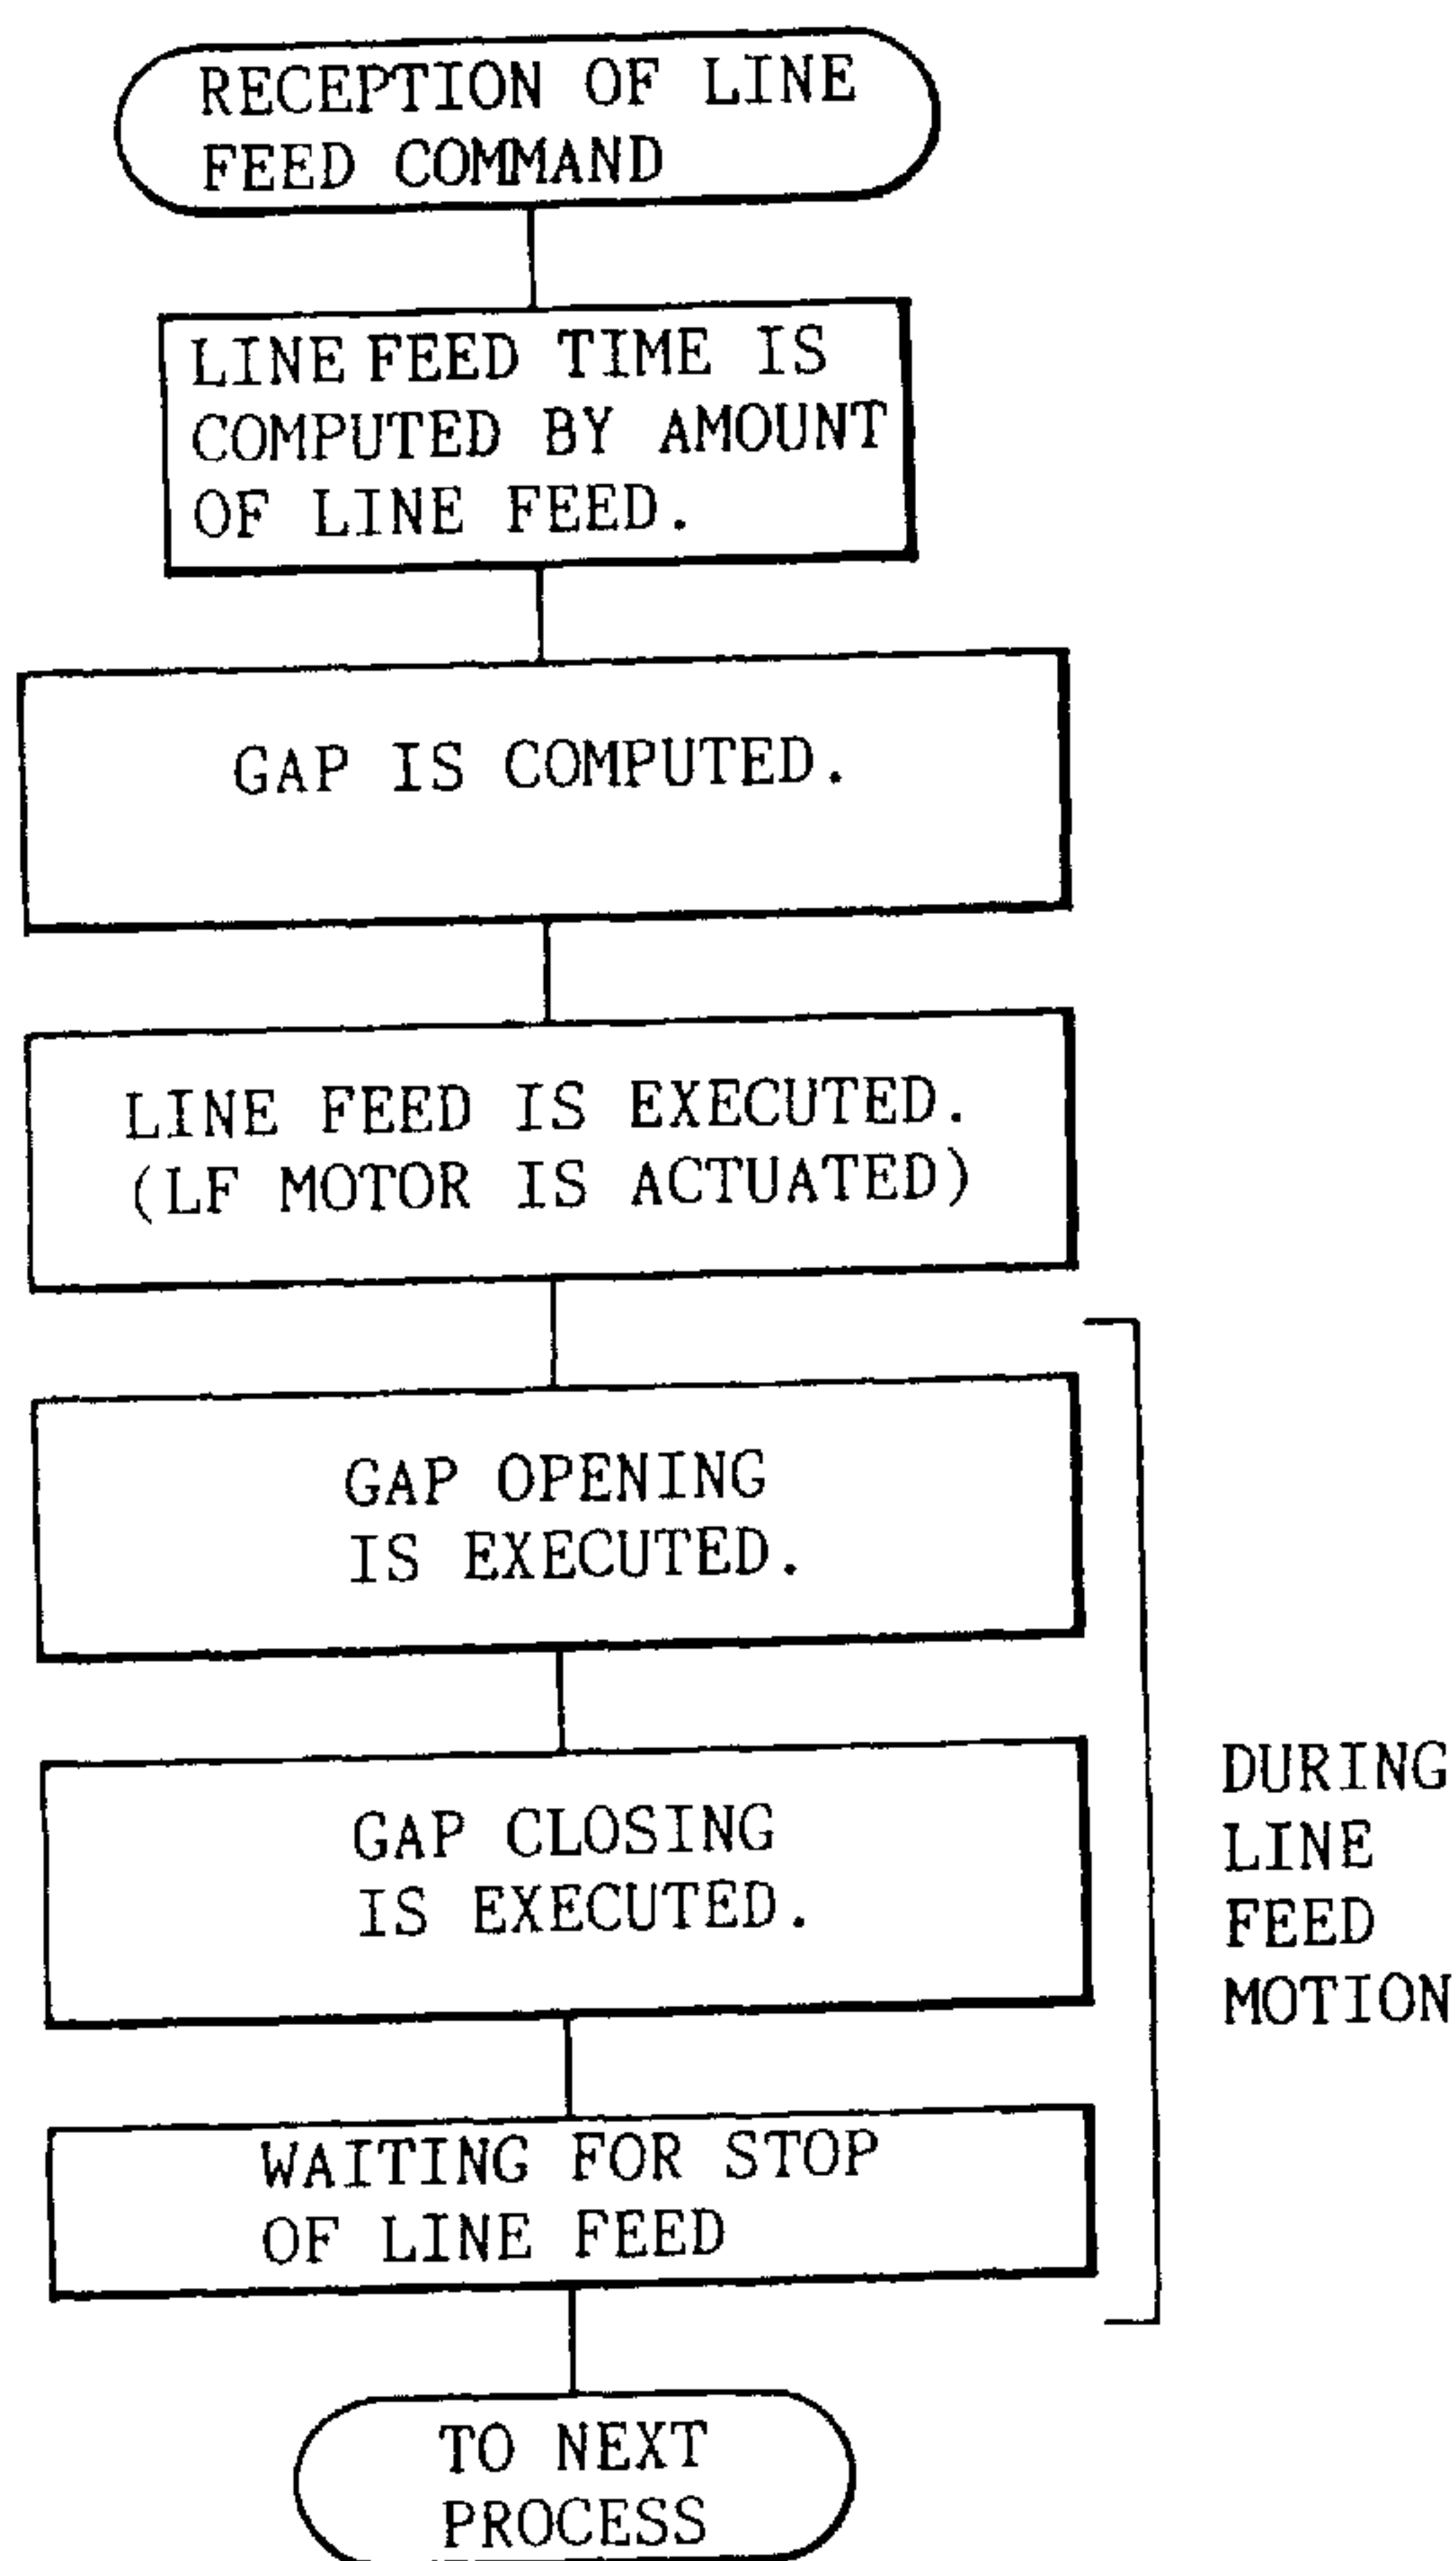 RECEPTION OF LINE
FEED COMMAND
LINE FEED TIME IS
COMPUTED BY AMOUNT
OF LINE FEED.
GAP IS COMPUTED.
LINE FEED IS EXECUTED.
(LF MOTOR IS ACTUATED)
GAP OPENING
IS EXECUTED.
GAP CLOSING
IS EXECUTED.
DURING
LINE
FEED
MOTION
WAITING FOR STOP
OF LINE FEED
TO NEXT
PROCESS